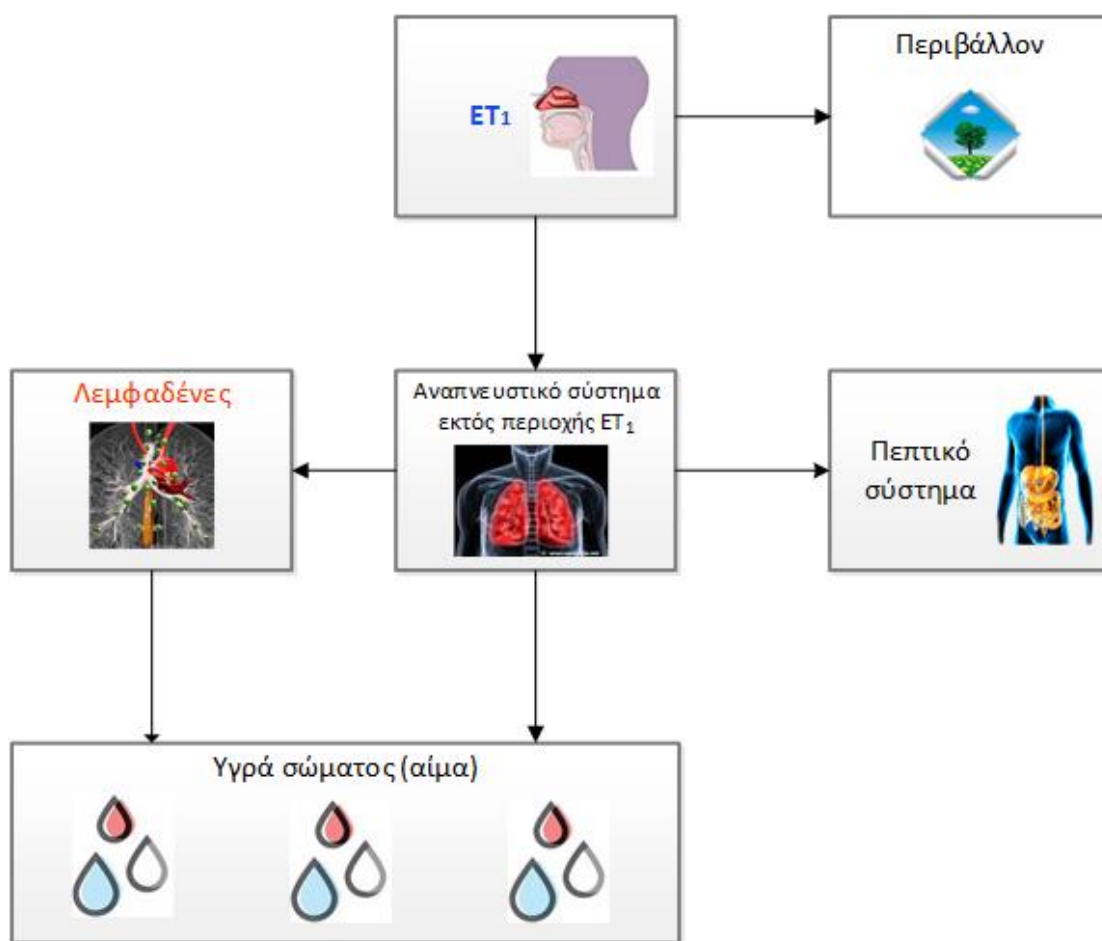 ET₁
Περιβάλλον
Λεμφαδένες
Αναπνευστικό σύστημα
εκτός περιοχής ET₁
Πεπτικό
σύστημα
Υγρά σώματος (αίμα)